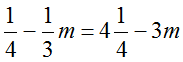 1/4 − 1/3 m = 4 1/4 − 3m